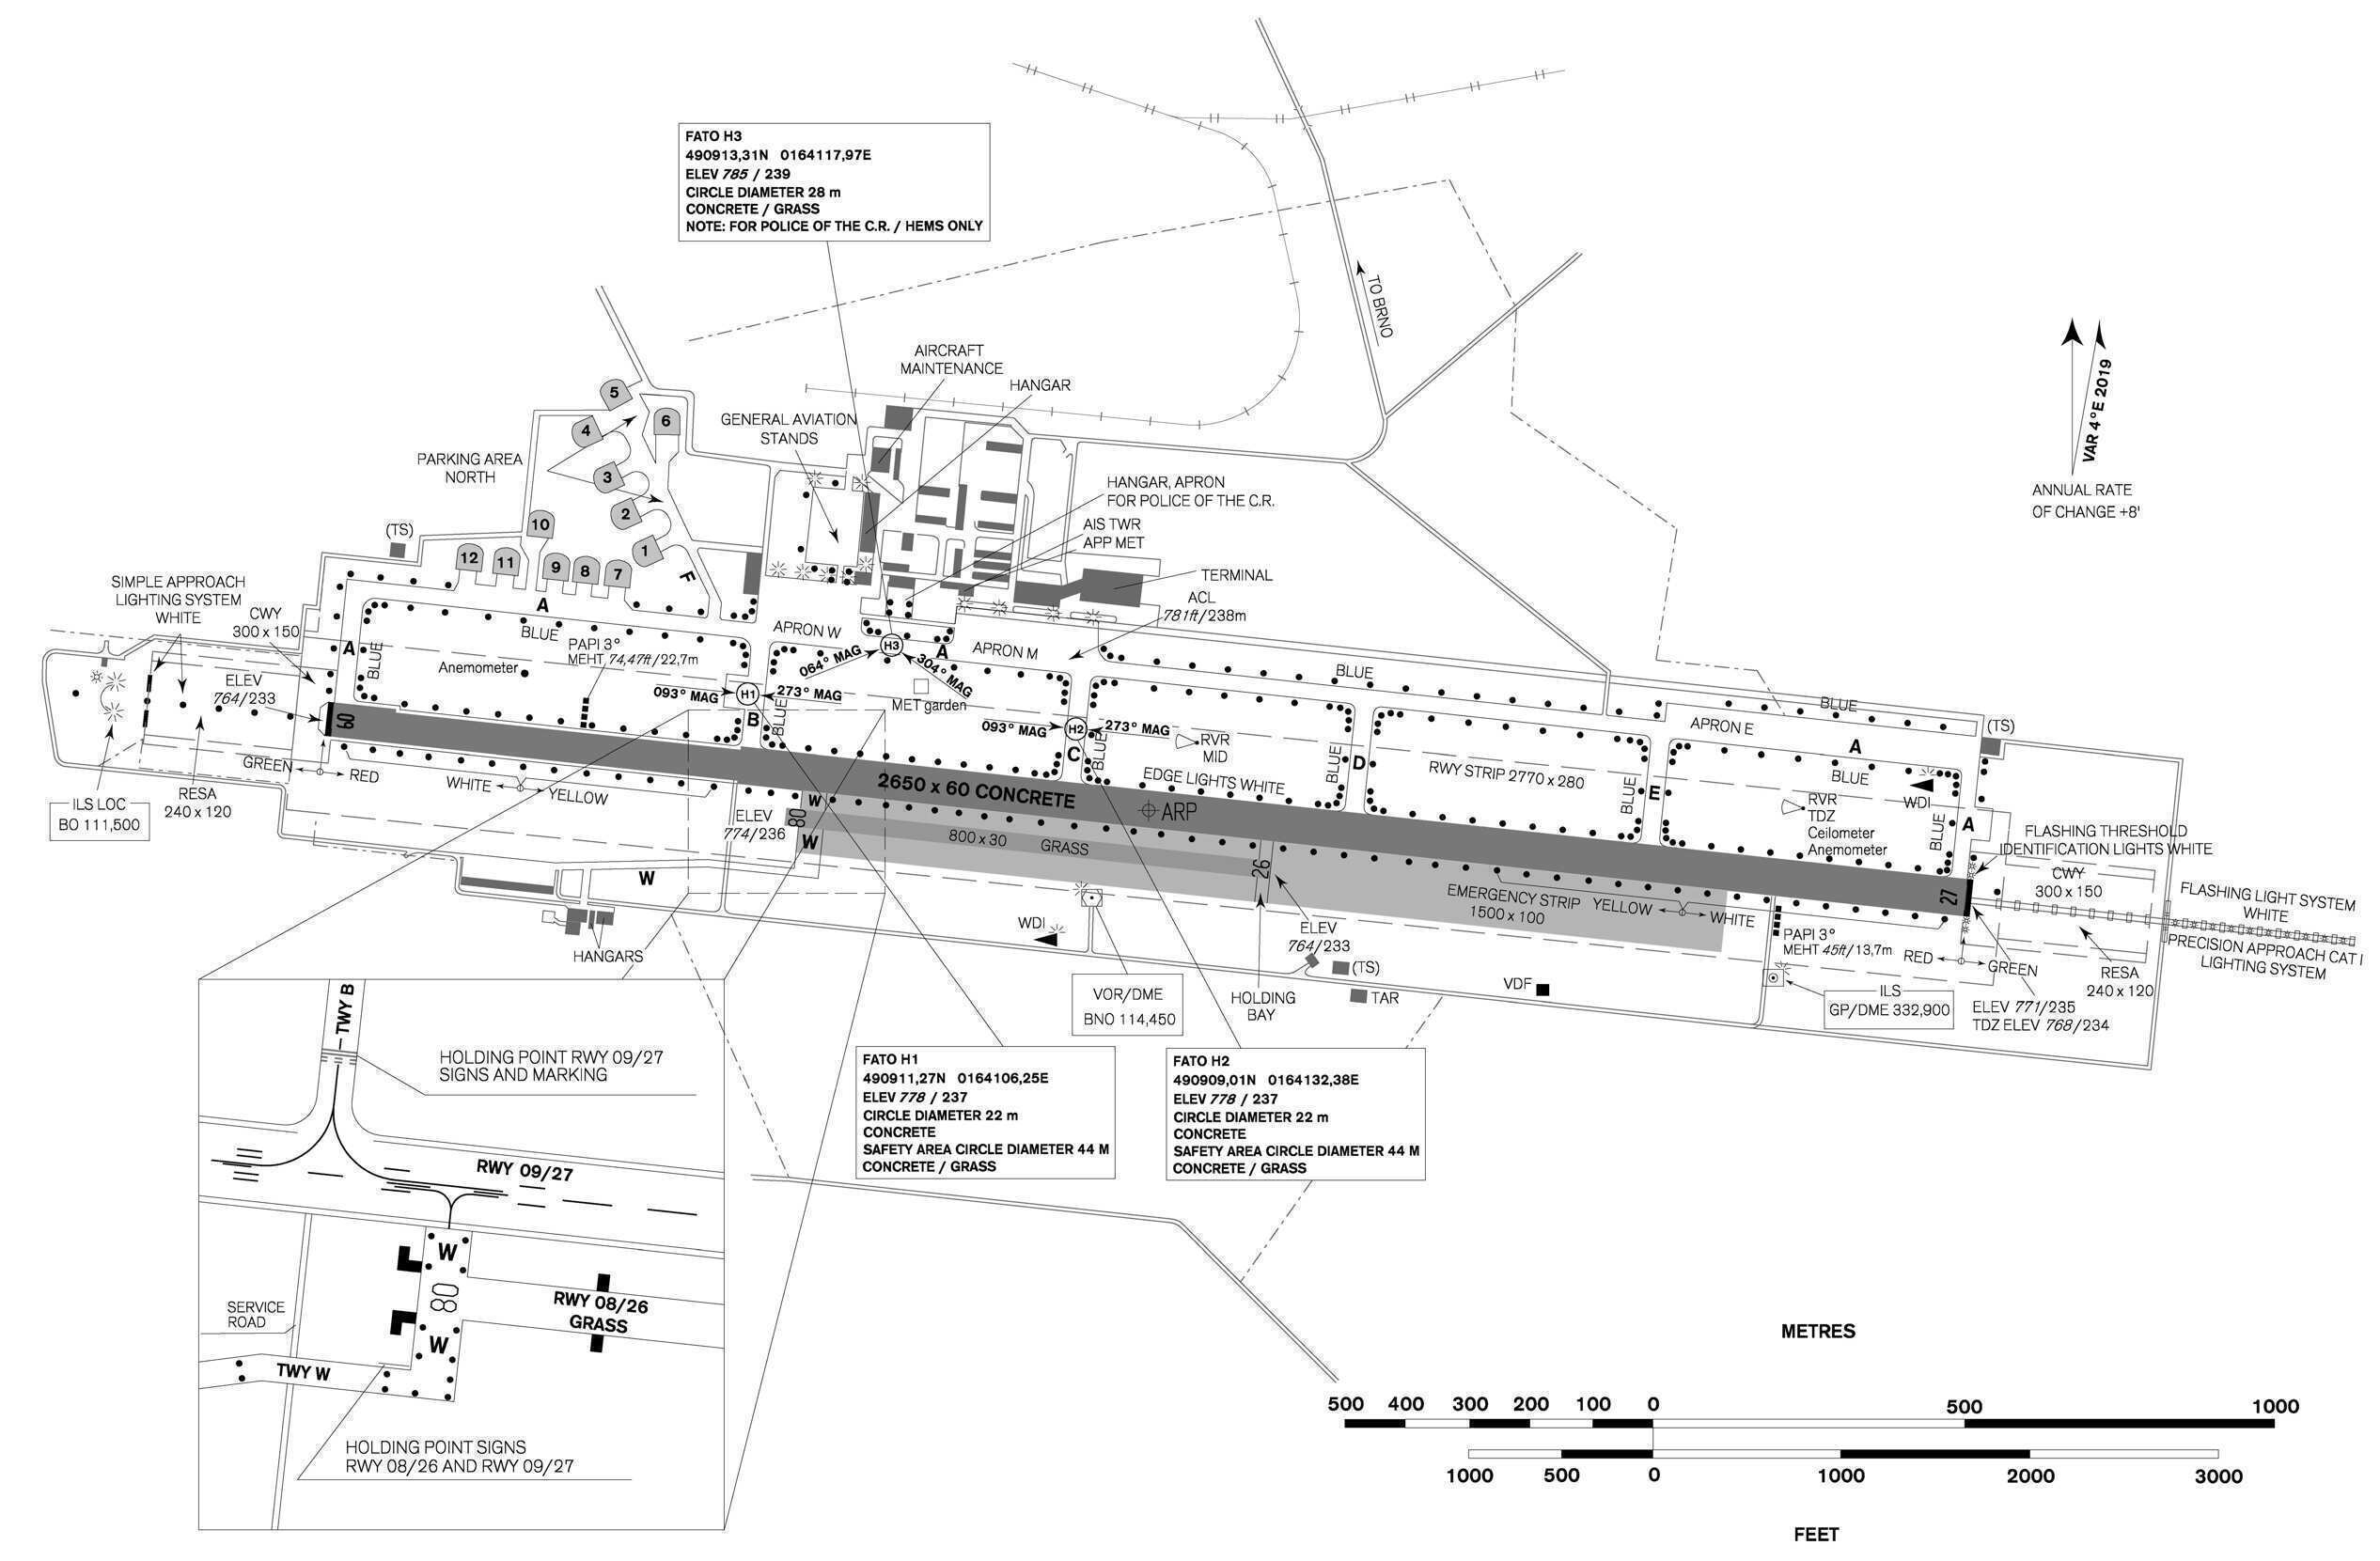 FATO H3
490913,31N 0164117,97E
ELEV 785 / 239
CIRCLE DIAMETER 28 m
CONCRETE / GRASS
NOTE: FOR POLICE OF THE C.R. / HEMS ONLY
TO BRNO
VAR 4°E 2019
ANNUAL RATE
OF CHANGE +8'
AIRCRAFT
MAINTENANCE
HANGAR
GENERAL AVIATION
STANDS
PARKING AREA
NORTH
5
6
4
3
2
1
10
12
11
9
8
7
F
(TS)
HANGAR, APRON
FOR POLICE OF THE C.R.
AIS TWR
APP MET
TERMINAL
ACL
781ft/238m
SIMPLE APPROACH
LIGHTING SYSTEM
WHITE
CWY
300 x 150
A
BLUE
A
BLUE
PAPI 3°
MEHT 74,47ft/22,7m
Anemometer
APRON W
H3
A
APRON M
064° MAG
304° MAG
093° MAG
H1
273° MAG
MET garden
B
BLUE
093° MAG
H2
273° MAG
C
BLUE
RVR
MID
BLUE
BLUE
APRON E
A
BLUE
(TS)
ELEV
764/233
09
GREEN
RED
WHITE
YELLOW
ILS LOC
BO 111,500
RESA
240 x 120
2650 x 60 CONCRETE
EDGE LIGHTS WHITE
ARP
BLUE
D
RWY STRIP 2770 x 280
BLUE
E
RVR
TDZ
Ceilometer
Anemometer
WDI
BLUE
A
FLASHING THRESHOLD
IDENTIFICATION LIGHTS WHITE
CWY
300 x 150
FLASHING LIGHT SYSTEM
WHITE
PRECISION APPROACH CAT I
LIGHTING SYSTEM
ELEV
774/236
W
08
W
800 x 30 GRASS
26
EMERGENCY STRIP
1500 x 100
YELLOW
WHITE
27
PAPI 3°
MEHT 45ft/13,7m
RED
GREEN
RESA
240 x 120
W
HANGARS
WDI
ELEV
764/233
(TS)
TAR
HOLDING
BAY
VDF
VOR/DME
BNO 114,450
ILS
GP/DME 332,900
ELEV 771/235
TDZ ELEV 768/234
FATO H1
490911,27N 0164106,25E
ELEV 778 / 237
CIRCLE DIAMETER 22 m
CONCRETE
SAFETY AREA CIRCLE DIAMETER 44 M
CONCRETE / GRASS
FATO H2
490909,01N 0164132,38E
ELEV 778 / 237
CIRCLE DIAMETER 22 m
CONCRETE
SAFETY AREA CIRCLE DIAMETER 44 M
CONCRETE / GRASS
TWY B
HOLDING POINT RWY 09/27
SIGNS AND MARKING
RWY 09/27
W
08
W
RWY 08/26
GRASS
SERVICE
ROAD
TWY W
HOLDING POINT SIGNS
RWY 08/26 AND RWY 09/27
METRES
500 400 300 200 100 0 500 1000
1000 500 0 1000 2000 3000
FEET